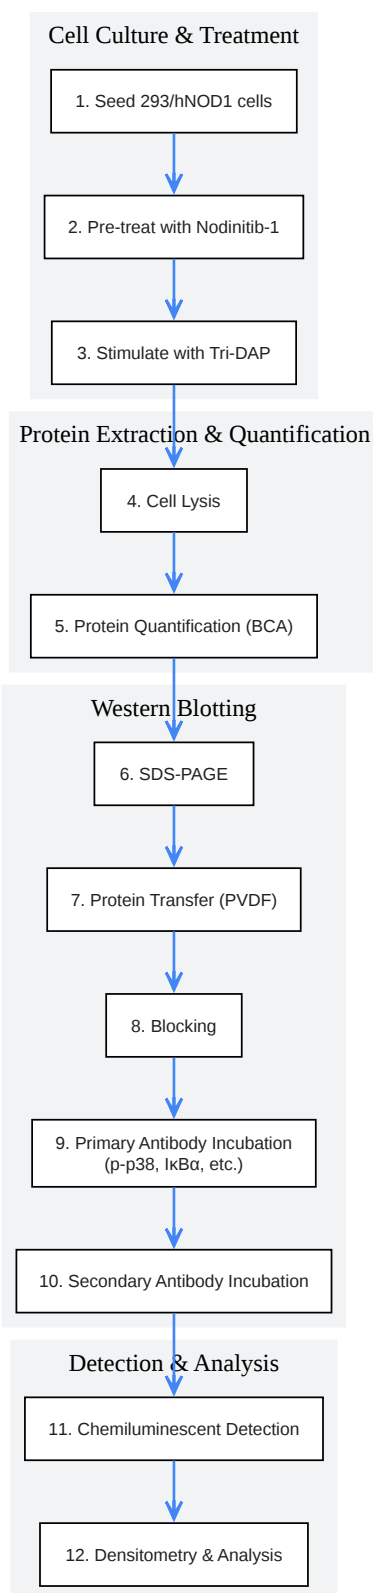 Cell Culture & Treatment
1. Seed 293/hNOD1 cells
2. Pre-treat with Nodinitib-1
3. Stimulate with Tri-DAP
Protein Extraction & Quantification
4. Cell Lysis
5. Protein Quantification (BCA)
Western Blotting
6. SDS-PAGE
7. Protein Transfer (PVDF)
8. Blocking
9. Primary Antibody Incubation
(p-p38, IκBα, etc.)
10. Secondary Antibody Incubation
Detection & Analysis
11. Chemiluminescent Detection
12. Densitometry & Analysis